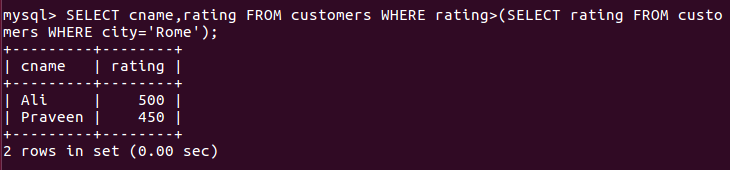 mysql> SELECT cname,rating FROM customers WHERE rating>(SELECT rating FROM custo
mers WHERE city='Rome');
+---------+--------+
| cname   | rating |
+---------+--------+
| Ali     |    500 |
| Praveen |    450 |
+---------+--------+
2 rows in set (0.00 sec)